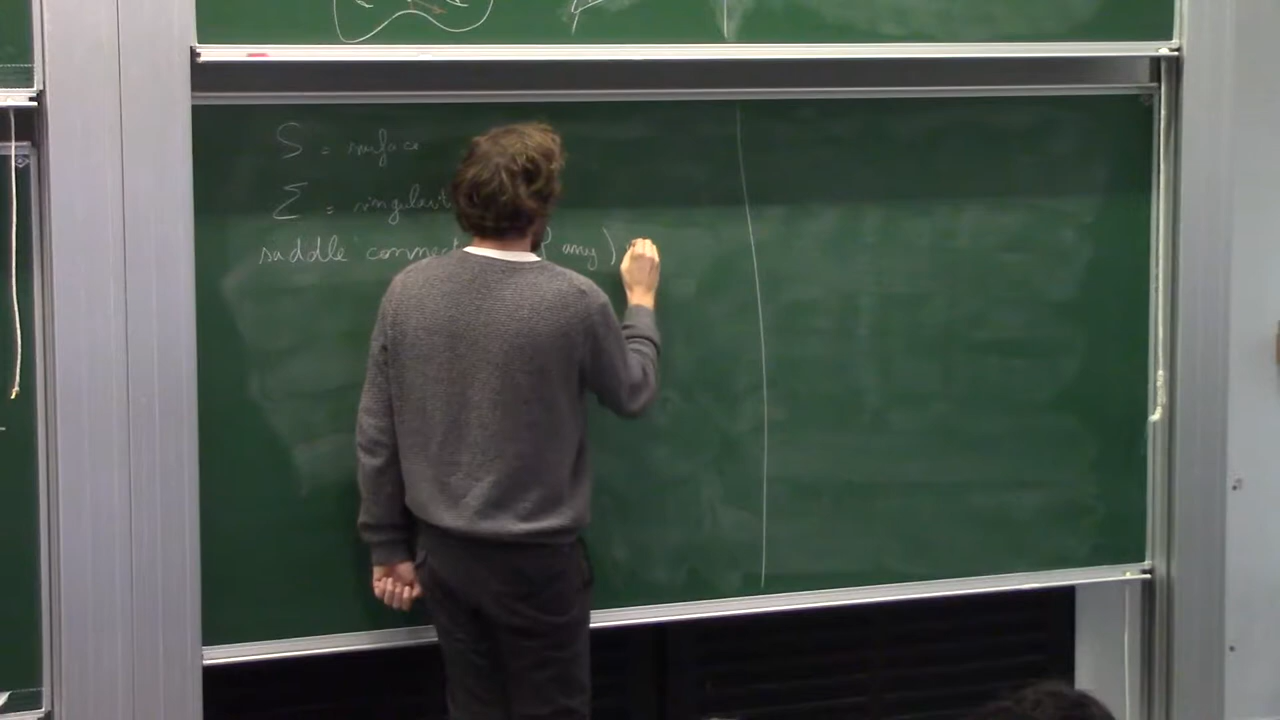 S = surface
Σ = singularit
saddle connect any)